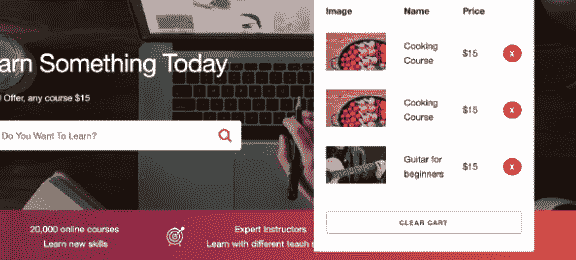 Image Name Price
Cooking
Course
$15
X
arn Something Today
Cooking
Course
$15
X
Offer, any course $15
Do You Want To Learn?
Guitar for
beginners
$15
X
CLEAR CART
20,000 online courses
Learn new skills
Expert Instructors
Learn with different teach